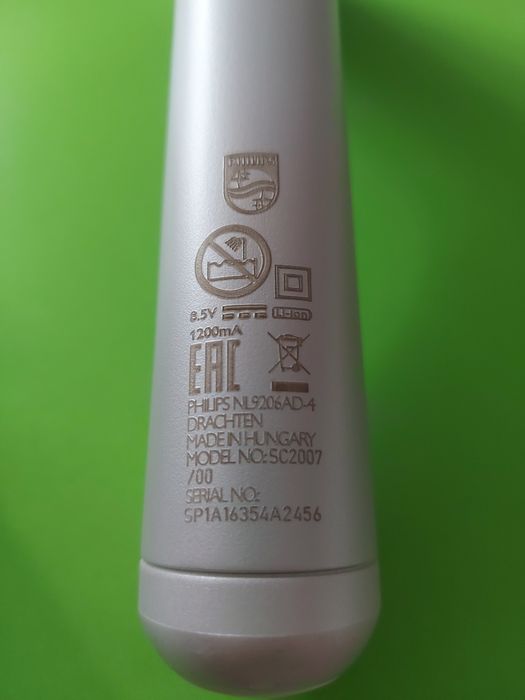 PHILIPS
8.5V Li-Ion
1200mA
EAC
PHILIPS NL9206AD-4
DRACHTEN
MADE IN HUNGARY
MODEL NO.: SC2007
/00
SERIAL NO.:
SP1A16354A2456